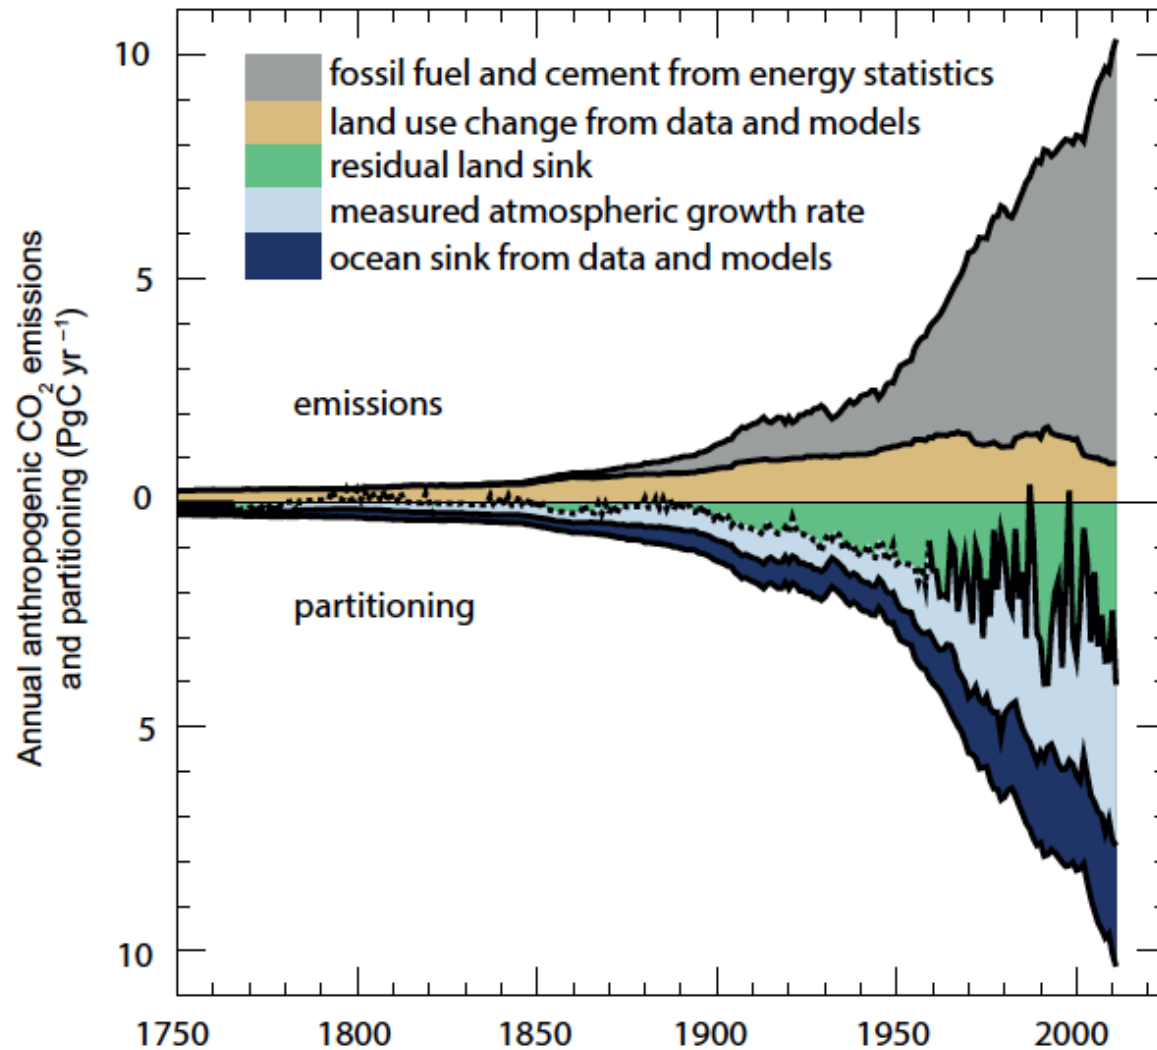 10
fossil fuel and cement from energy statistics
land use change from data and models
residual land sink
measured atmospheric growth rate
ocean sink from data and models
5
Annual anthropogenic CO₂ emissions
and partitioning (PgC yr⁻¹)
emissions
0
partitioning
5
10
1750 1800 1850 1900 1950 2000